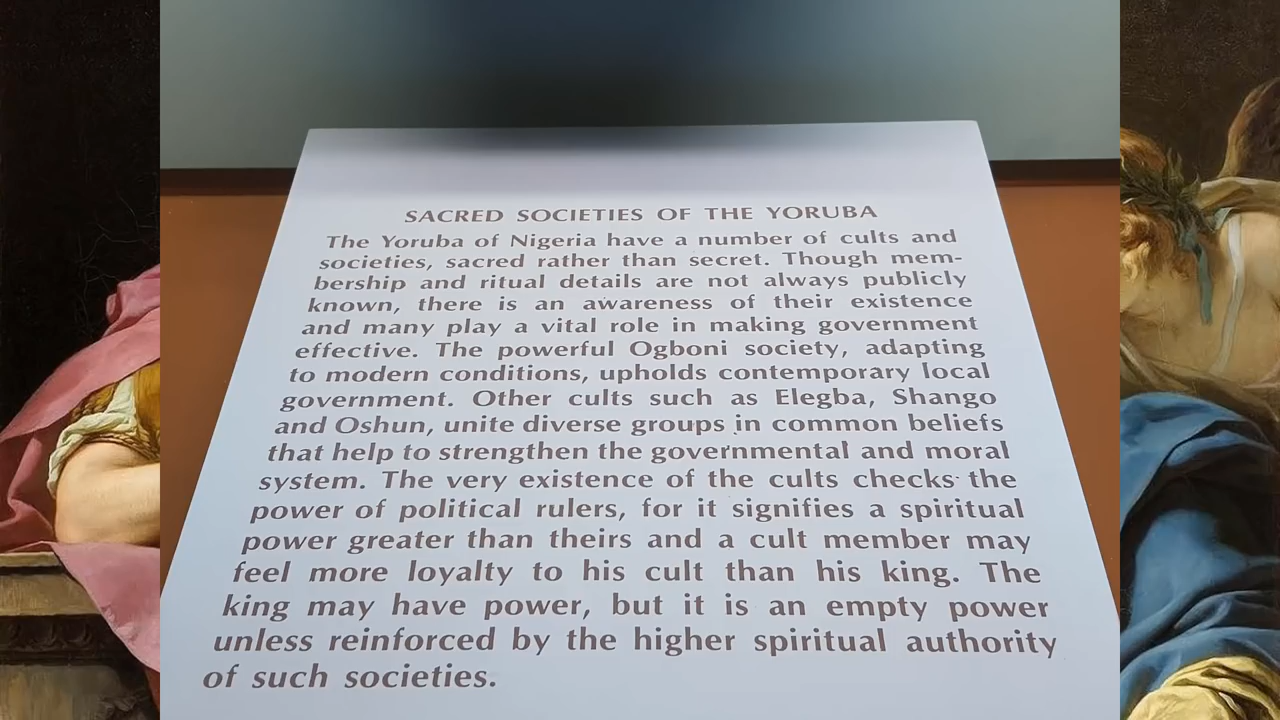 SACRED SOCIETIES OF THE YORUBA
The Yoruba of Nigeria have a number of cults and
societies, sacred rather than secret. Though mem-
bership and ritual details are not always publicly
known, there is an awareness of their existence
and many play a vital role in making government
effective. The powerful Ogboni society, adapting
to modern conditions, upholds contemporary local
government. Other cults such as Elegba, Shango
and Oshun, unite diverse groups in common beliefs
that help to strengthen the governmental and moral
system. The very existence of the cults checks the
power of political rulers, for it signifies a spiritual
power greater than theirs and a cult member may
feel more loyalty to his cult than his king. The
king may have power, but it is an empty power
unless reinforced by the higher spiritual authority
of such societies.